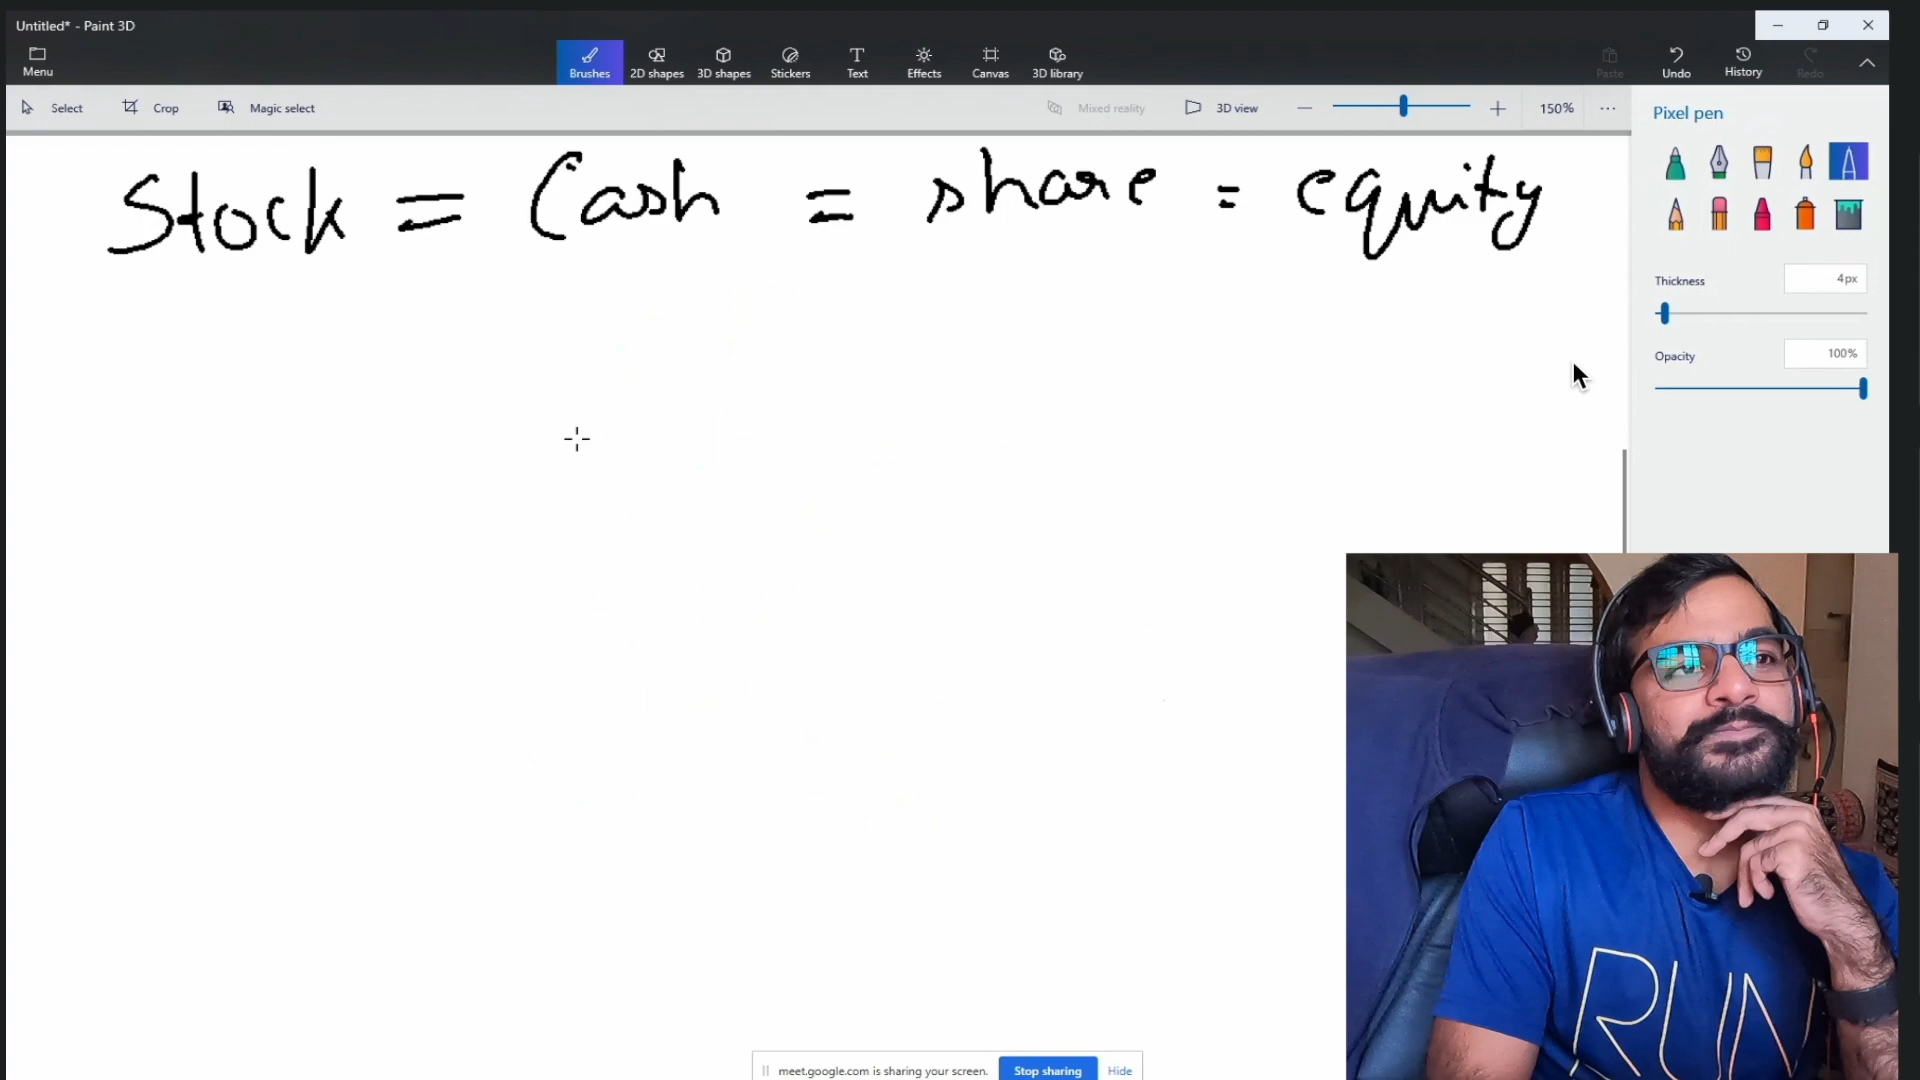 Untitled* - Paint 3D
Menu
Brushes 2D shapes 3D shapes Stickers Text Effects Canvas 3D library Paste Undo History Redo
Select Crop Magic select Mixed reality 3D view 150%
Pixel pen
Stock = Cash = share = equity
Thickness 4px
Opacity 100%
RUN
meet.google.com is sharing your screen. Stop sharing Hide